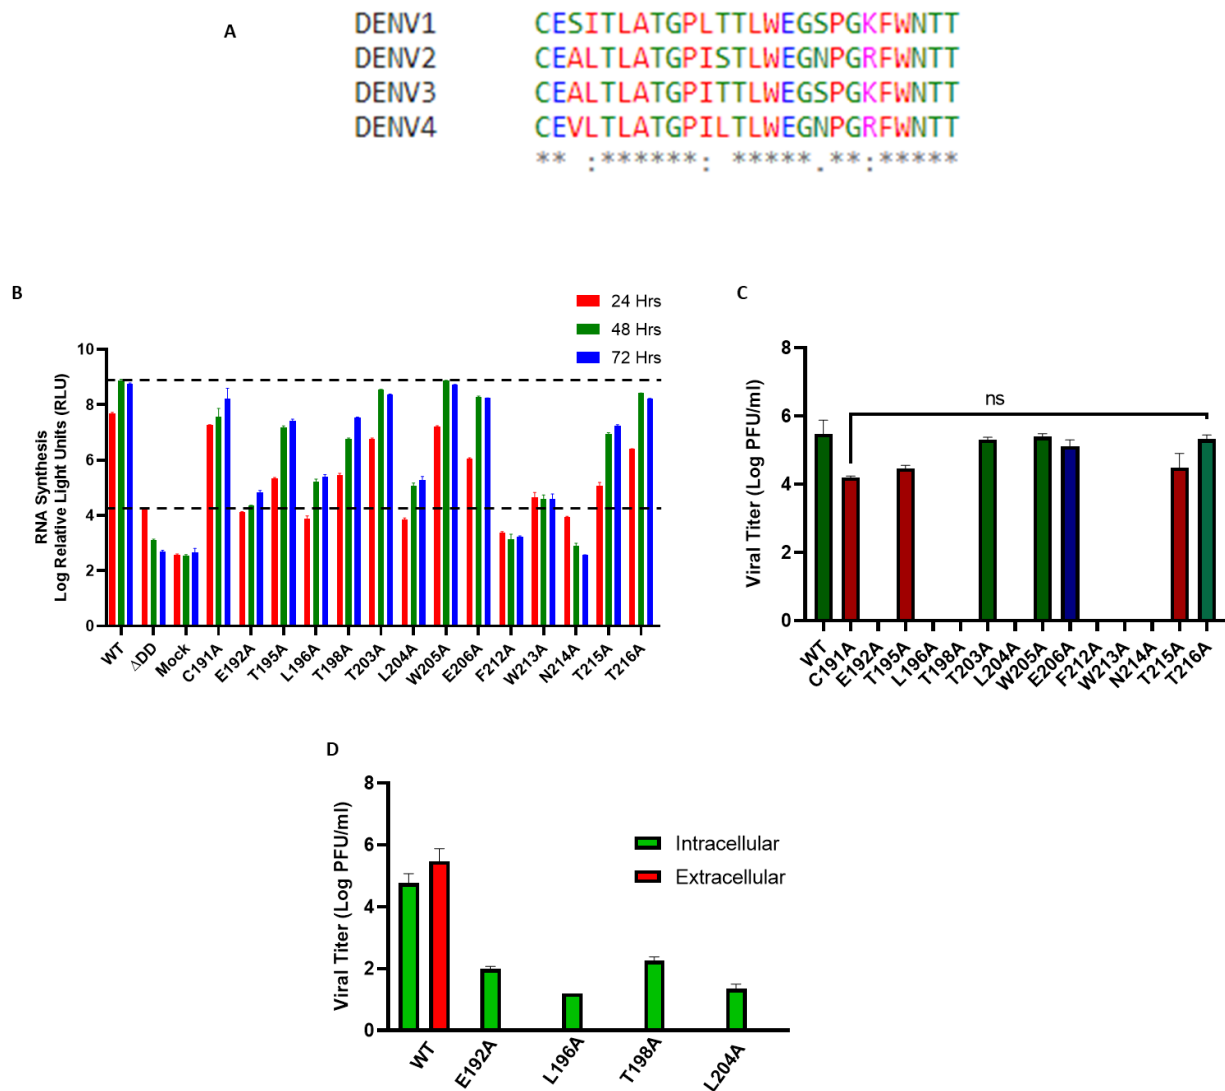 A
DENV1 CESITLATGPLTTLWEGSPGKFWNTT
DENV2 CEALTLATGPISTLWEGNPGRFWNTT
DENV3 CEALTLATGPITTLWEGSPGKFWNTT
DENV4 CEVLTLATGPILTLWEGNPGRFWNTT
** :******: *****.**:*****
B
24 Hrs
48 Hrs
72 Hrs
RNA Synthesis
Log Relative Light Units (RLU)
10
8
6
4
2
0
WT ΔDD Mock C191A E192A T195A L196A T198A T203A L204A W205A E206A F212A W213A N214A T215A T216A
C
Viral Titer (Log PFU/ml)
8
6
4
2
0
ns
WT C191A E192A T195A L196A T198A T203A L204A W205A E206A F212A W213A N214A T215A T216A
D
Viral Titer (Log PFU/ml)
8
6
4
2
0
Intracellular
Extracellular
WT E192A L196A T198A L204A